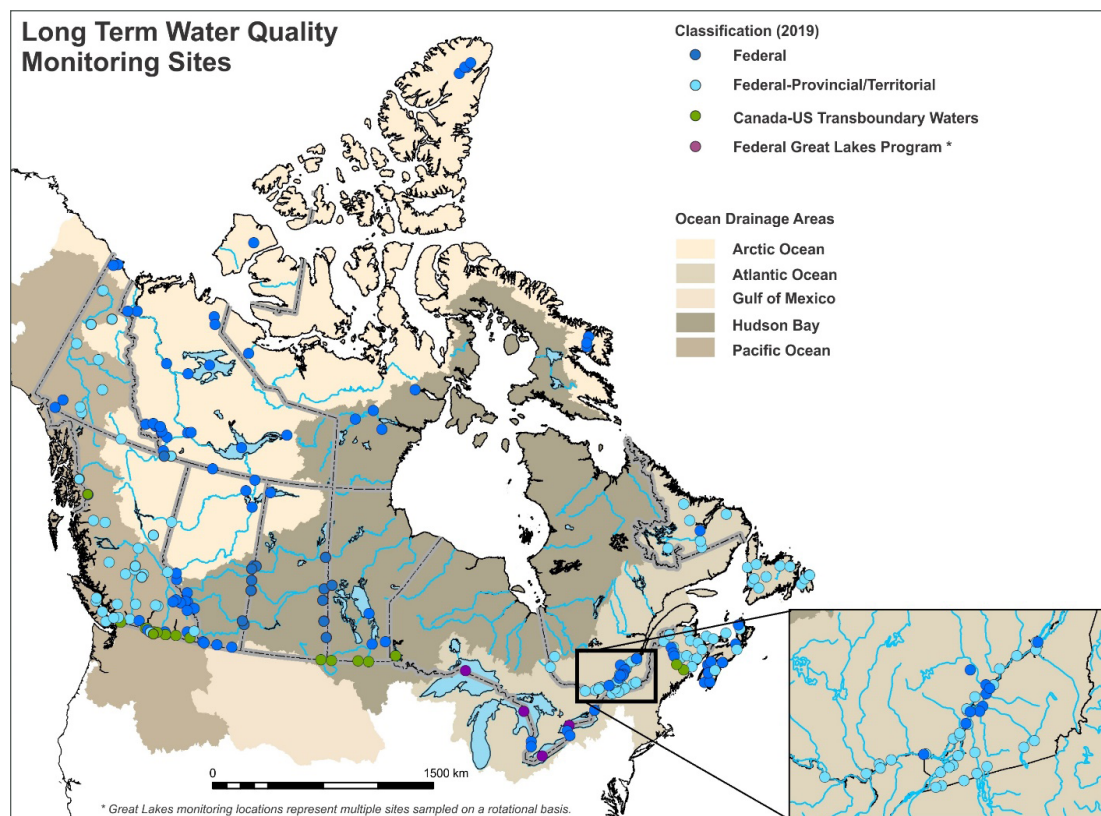 Long Term Water Quality
Monitoring Sites
Classification (2019)
Federal
Federal-Provincial/Territorial
Canada-US Transboundary Waters
Federal Great Lakes Program *
Ocean Drainage Areas
Arctic Ocean
Atlantic Ocean
Gulf of Mexico
Hudson Bay
Pacific Ocean
0
1500 km
* Great Lakes monitoring locations represent multiple sites sampled on a rotational basis.